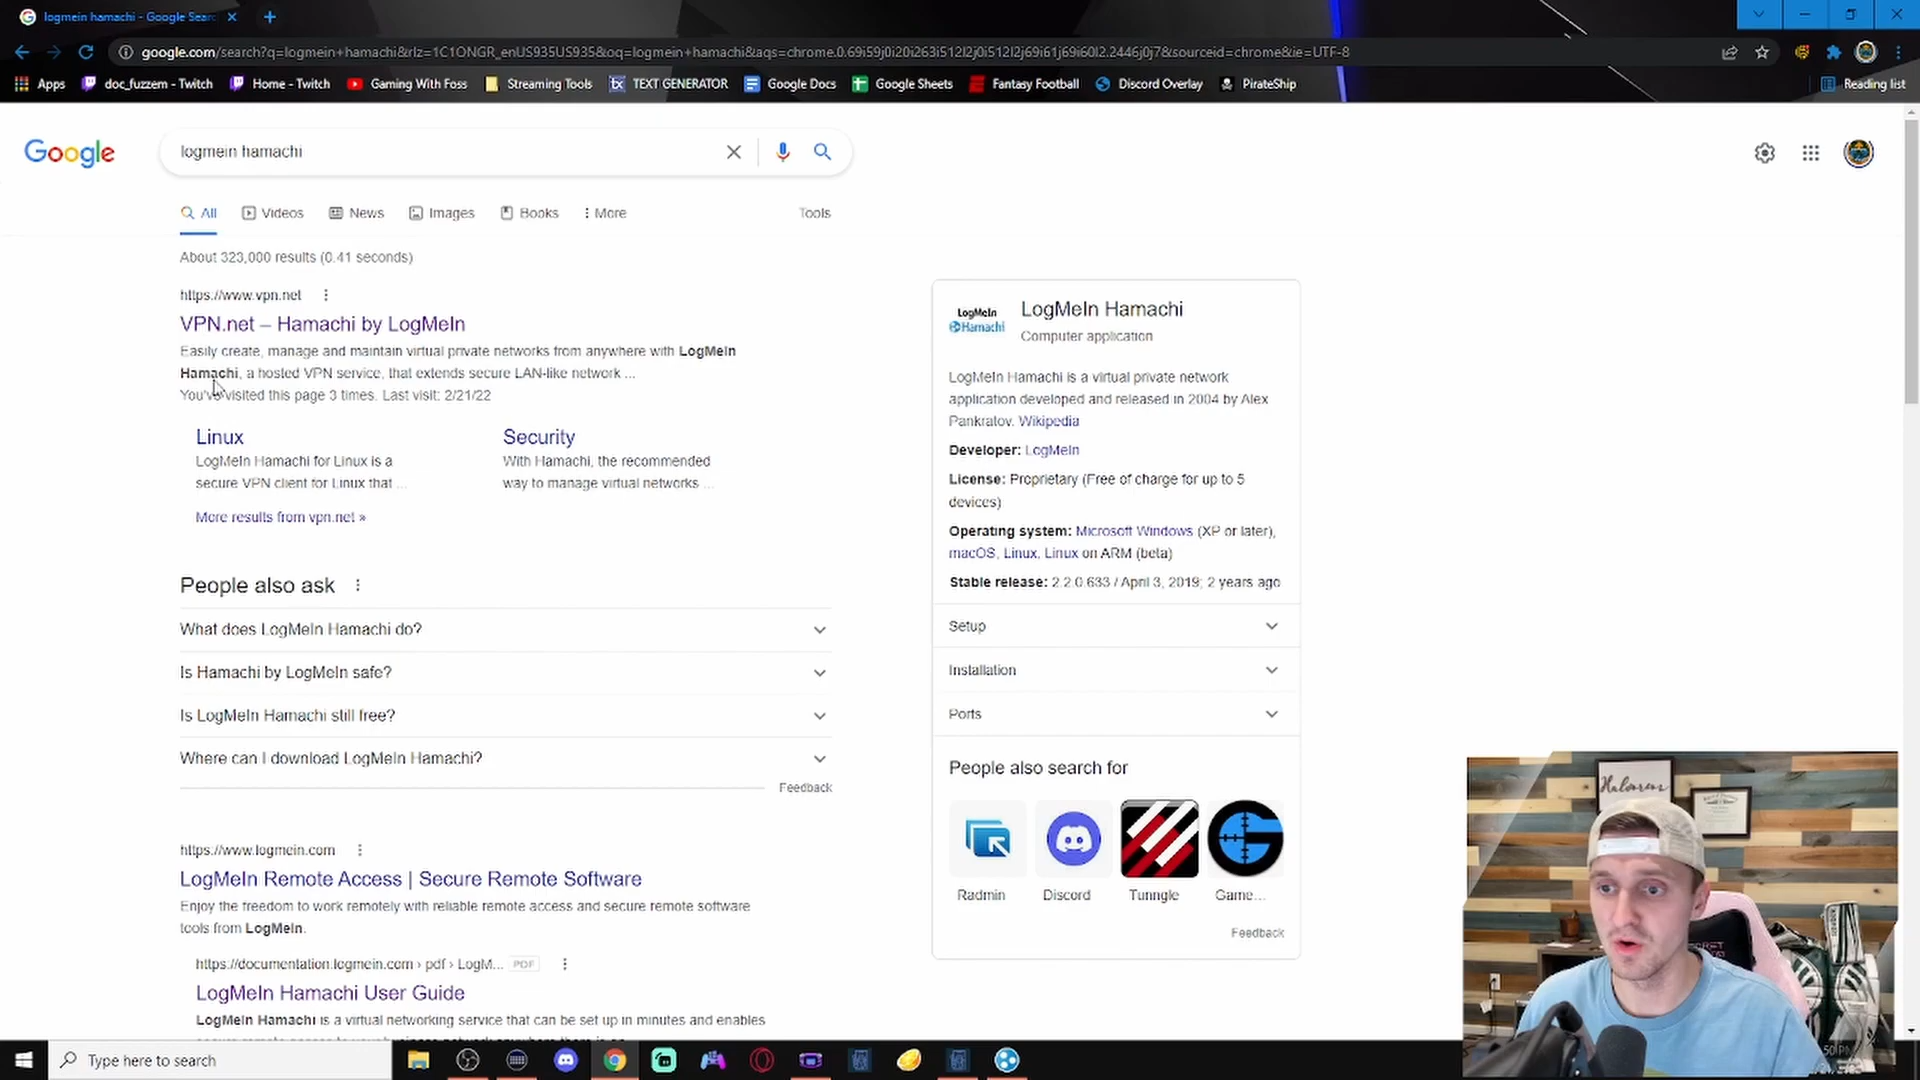 logmein hamachi - Google Sear
google.com/search?q=logmein+hamachi&rlz=1C1ONGR_enUS935US935&oq=logmein+hamachi&aqs=chrome.0.69i59j0i20i263i512l2j0i512l2j69i61j69i60l2.2446j0j7&sourceid=chrome&ie=UTF-8
Apps doc_fuzzem - Twitch Home - Twitch Gaming With Foss Streaming Tools TEXT GENERATOR Google Docs Google Sheets Fantasy Football Discord Overlay PirateShip Reading list
Google logmein hamachi
All Videos News Images Books More Tools
About 323,000 results (0.41 seconds)
https://www.vpn.net
VPN.net – Hamachi by LogMeIn
Easily create, manage and maintain virtual private networks from anywhere with LogMeIn
Hamachi, a hosted VPN service, that extends secure LAN-like network ...
You've visited this page 3 times. Last visit: 2/21/22
Linux
LogMeIn Hamachi for Linux is a
secure VPN client for Linux that ...
Security
With Hamachi, the recommended
way to manage virtual networks ...
More results from vpn.net »
People also ask
What does LogMeIn Hamachi do?
Is Hamachi by LogMeIn safe?
Is LogMeIn Hamachi still free?
Where can I download LogMeIn Hamachi?
Feedback
https://www.logmein.com
LogMeIn Remote Access | Secure Remote Software
Enjoy the freedom to work remotely with reliable remote access and secure remote software
tools from LogMeIn.
https://documentation.logmein.com › pdf › LogM... PDF
LogMeIn Hamachi User Guide
LogMeIn Hamachi is a virtual networking service that can be set up in minutes and enables
LogMeIn
Hamachi
LogMeIn Hamachi
Computer application
LogMeIn Hamachi is a virtual private network
application developed and released in 2004 by Alex
Pankratov. Wikipedia
Developer: LogMeIn
License: Proprietary (Free of charge for up to 5
devices)
Operating system: Microsoft Windows (XP or later),
macOS, Linux, Linux on ARM (beta)
Stable release: 2.2.0.633 / April 3, 2019; 2 years ago
Setup
Installation
Ports
People also search for
Radmin Discord Tunngle Game...
Feedback
Type here to search